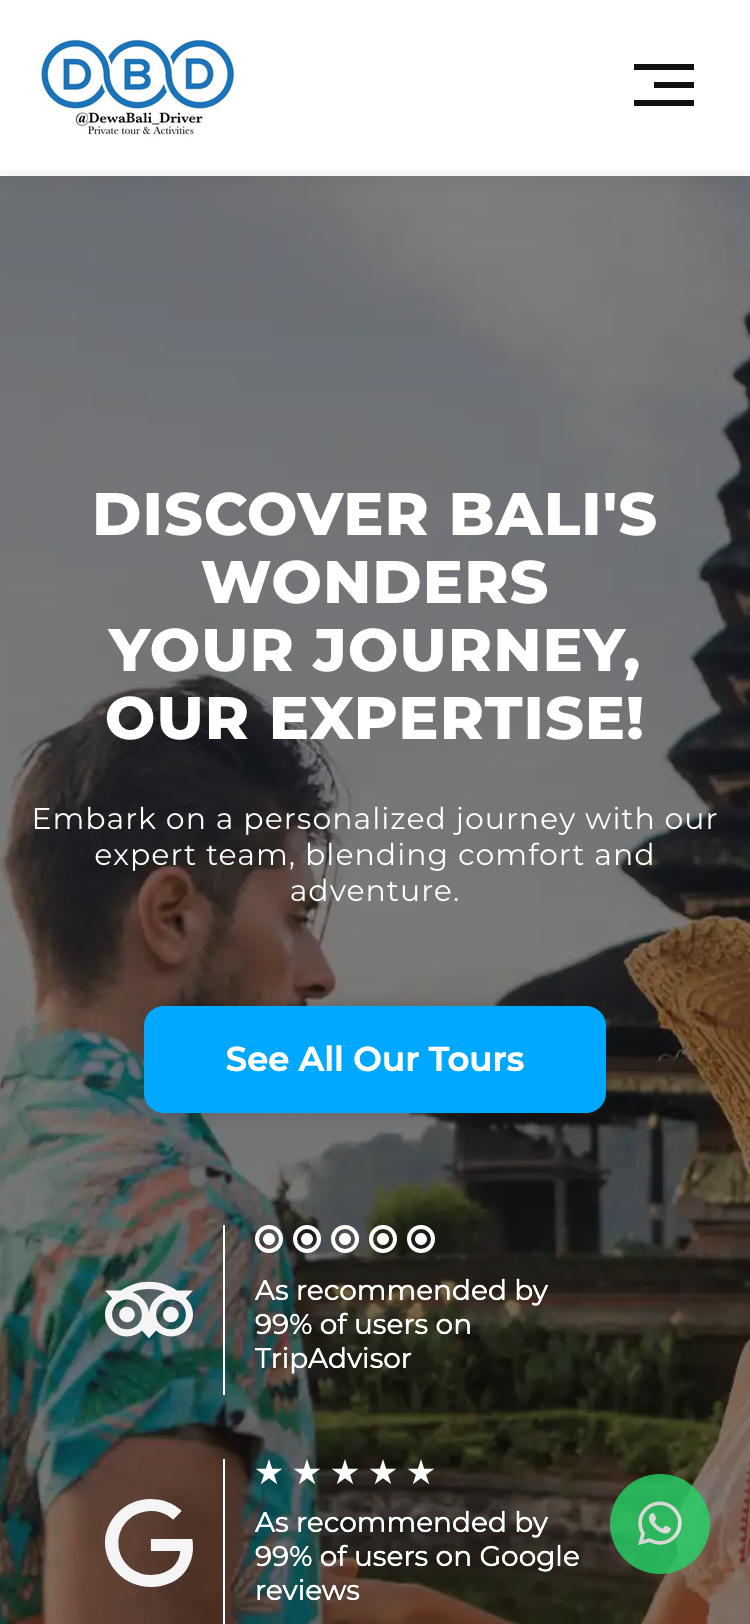 DBD
@DewaBali_Driver
Private tour & Activities
DISCOVER BALI'S
WONDERS
YOUR JOURNEY,
OUR EXPERTISE!
Embark on a personalized journey with our
expert team, blending comfort and
adventure.
See All Our Tours
As recommended by
99% of users on
TripAdvisor
G
As recommended by
99% of users on Google
reviews